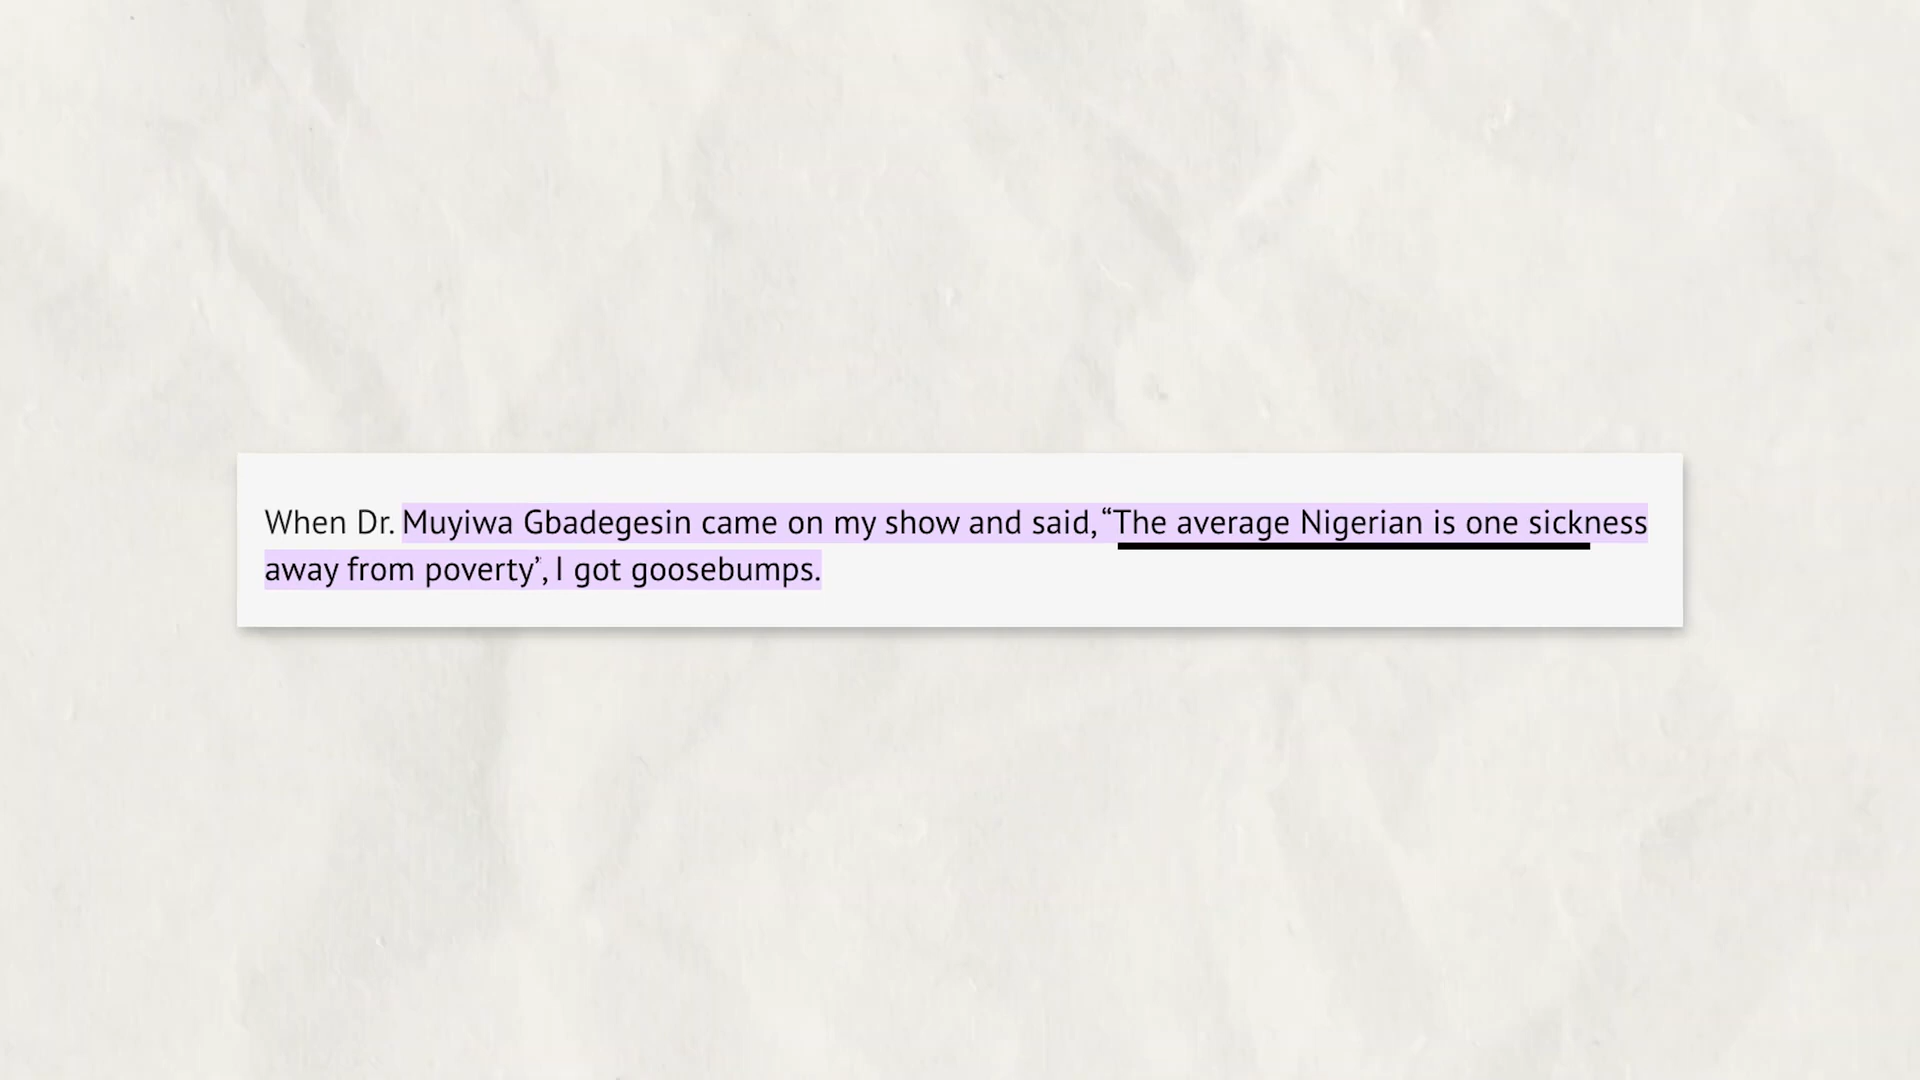 When Dr. Muyiwa Gbadegesin came on my show and said, “The average Nigerian is one sickness
away from poverty”, I got goosebumps.